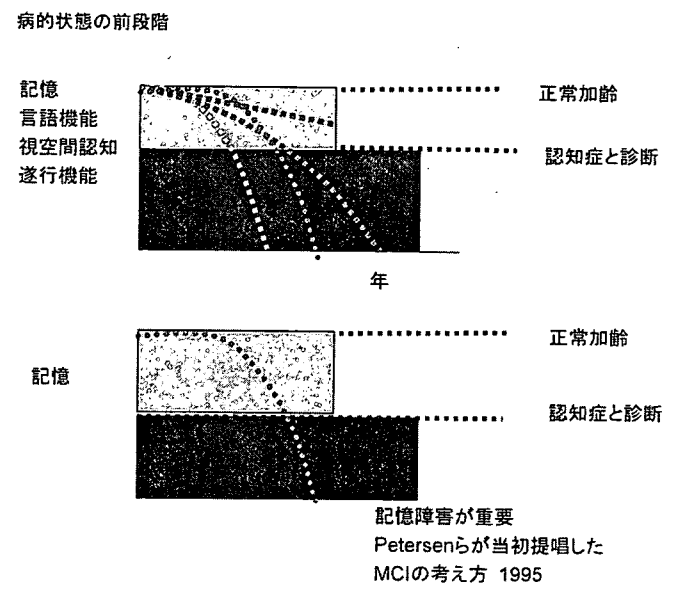 病的状態の前段階
記憶
言語機能
視空間認知
遂行機能
正常加齢
認知症と診断
年
記憶
正常加齢
認知症と診断
記憶障害が重要
Petersenらが当初提唱した
MCIの考え方 1995